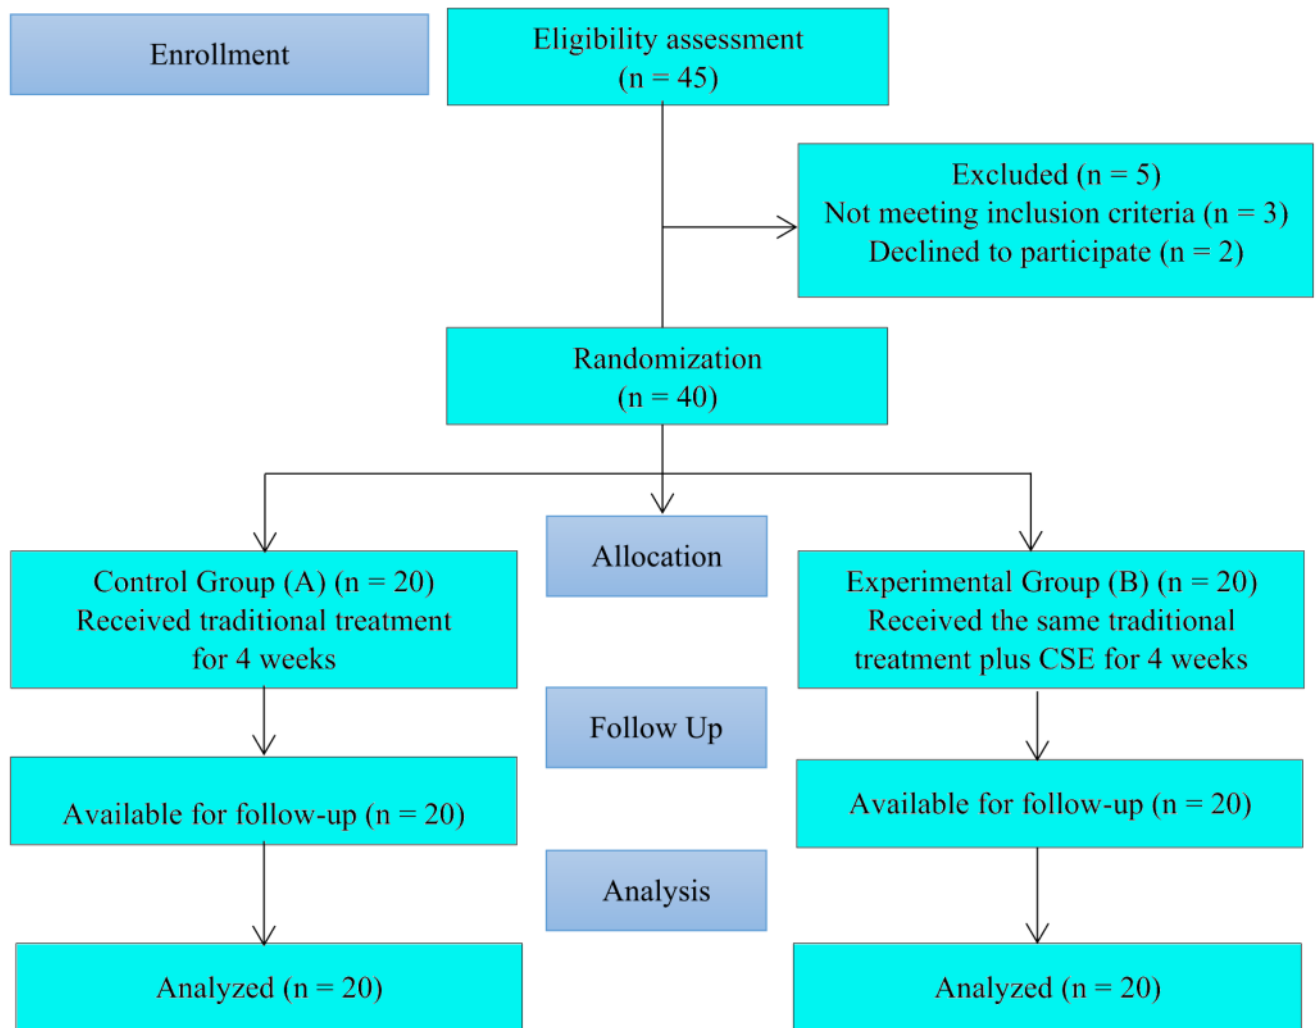 Enrollment
Eligibility assessment
(n = 45)
Excluded (n = 5)
Not meeting inclusion criteria (n = 3)
Declined to participate (n = 2)
Randomization
(n = 40)
Allocation
Control Group (A) (n = 20)
Received traditional treatment
for 4 weeks
Experimental Group (B) (n = 20)
Received the same traditional
treatment plus CSE for 4 weeks
Follow Up
Available for follow-up (n = 20)
Available for follow-up (n = 20)
Analysis
Analyzed (n = 20)
Analyzed (n = 20)